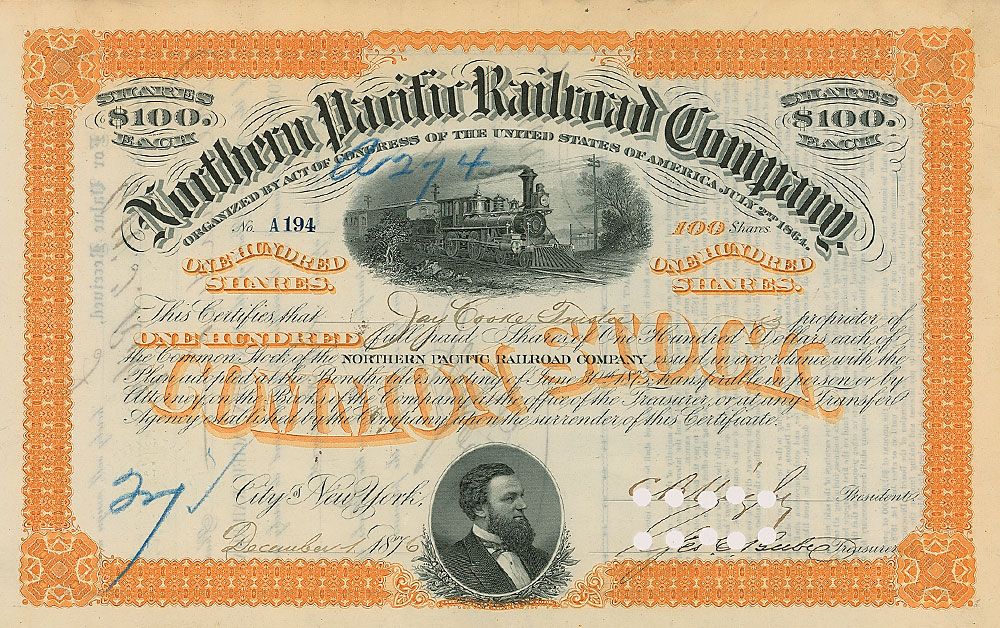 SHARES
$100.
EACH
SHARES
$100.
EACH
Northern Pacific Railroad Company.
ORGANIZED BY ACT OF CONGRESS OF THE UNITED STATES OF AMERICA JULY 2ND 1864.
A274
No. A194
100 Shares
ONE HUNDRED
SHARES.
ONE HUNDRED
SHARES.
This Certifies, that Jay Cooke Trustee is proprietor of
ONE HUNDRED full paid Shares of One Hundred Dollars each of
the Common Stock of the NORTHERN PACIFIC RAILROAD COMPANY issued in accordance with the
Plan adopted at the Bondholders meeting of June 30th 1875, transferable in person or by
Attorney, on the Books of the Company at the office of the Treasurer, or at any Transfer
Agency established by the Company upon the surrender of this Certificate.
COMMON STOCK
City of New York,
December 1, 1876
President.
Treasurer